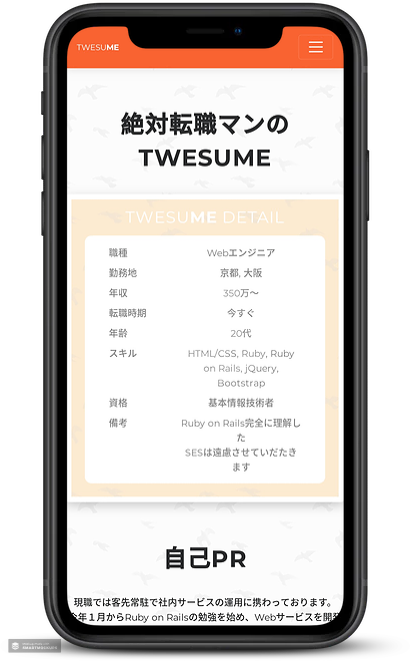 TWESUME
絶対転職マンの
TWESUME
TWESUME DETAIL
職種 Webエンジニア
勤務地 京都, 大阪
年収 350万〜
転職時期 今すぐ
年齢 20代
スキル HTML/CSS, Ruby, Ruby
on Rails, jQuery,
Bootstrap
資格 基本情報技術者
備考 Ruby on Rails完全に理解し
た
SESは遠慮させていだたき
ます
自己PR
現職では客先常駐で社内サービスの運用に携わっております。
年１月からRuby on Railsの勉強を始め、Webサービスを開